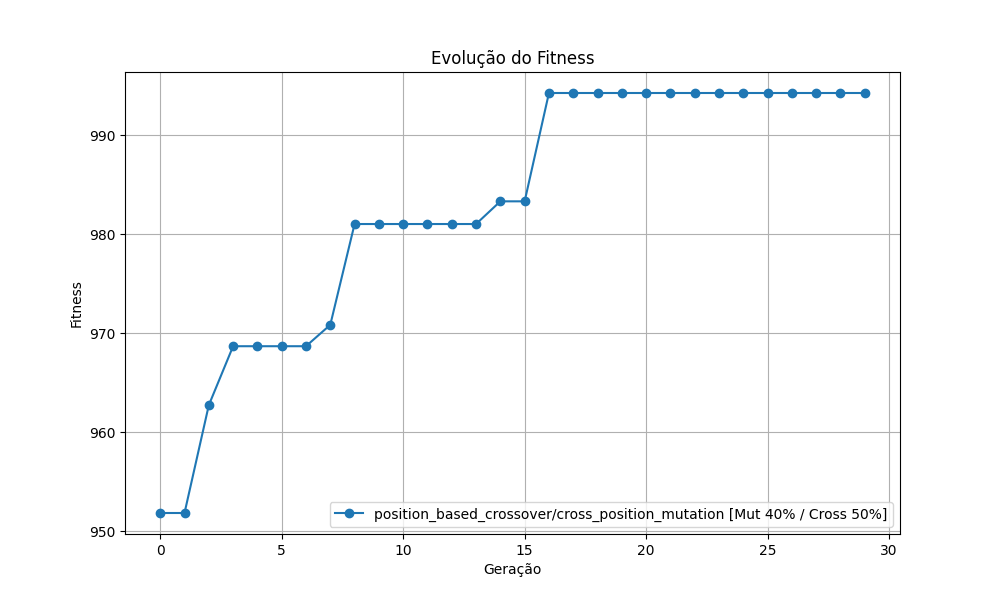 Evolução do Fitness
Fitness
990
980
970
960
950
position_based_crossover/cross_position_mutation [Mut 40% / Cross 50%]
0 5 10 15 20 25 30
Geração